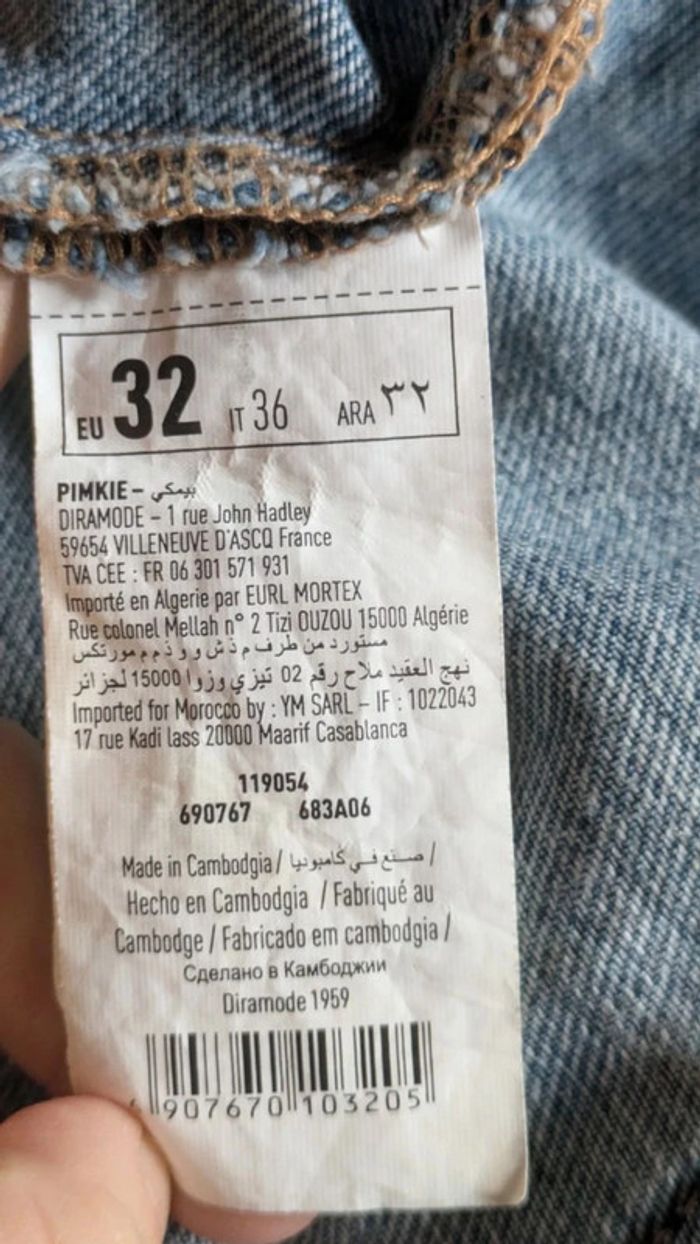 EU 32 IT 36 ARA ٣٢
PIMKIE – بيمكي
DIRAMODE – 1 rue John Hadley
59654 VILLENEUVE D'ASCQ France
TVA CEE : FR 06 301 571 931
Importé en Algerie par EURL MORTEX
Rue colonel Mellah n° 2 Tizi OUZOU 15000 Algérie
مستورد من طرف م ذ ش و و ذ م م مورتكس
نهج العقيد ملاح رقم 02 تيزي وزوا 15000 لجزائر
Imported for Morocco by : YM SARL – IF : 1022043
17 rue Kadi Iass 20000 Maarif Casablanca
119054
690767 683A06
Made in Cambodgia / صنع في كامبونيا /
Hecho en Cambodgia / Fabriqué au
Cambodge / Fabricado em cambodgia /
Сделано в Камбоджии
Diramode 1959
907670 103205